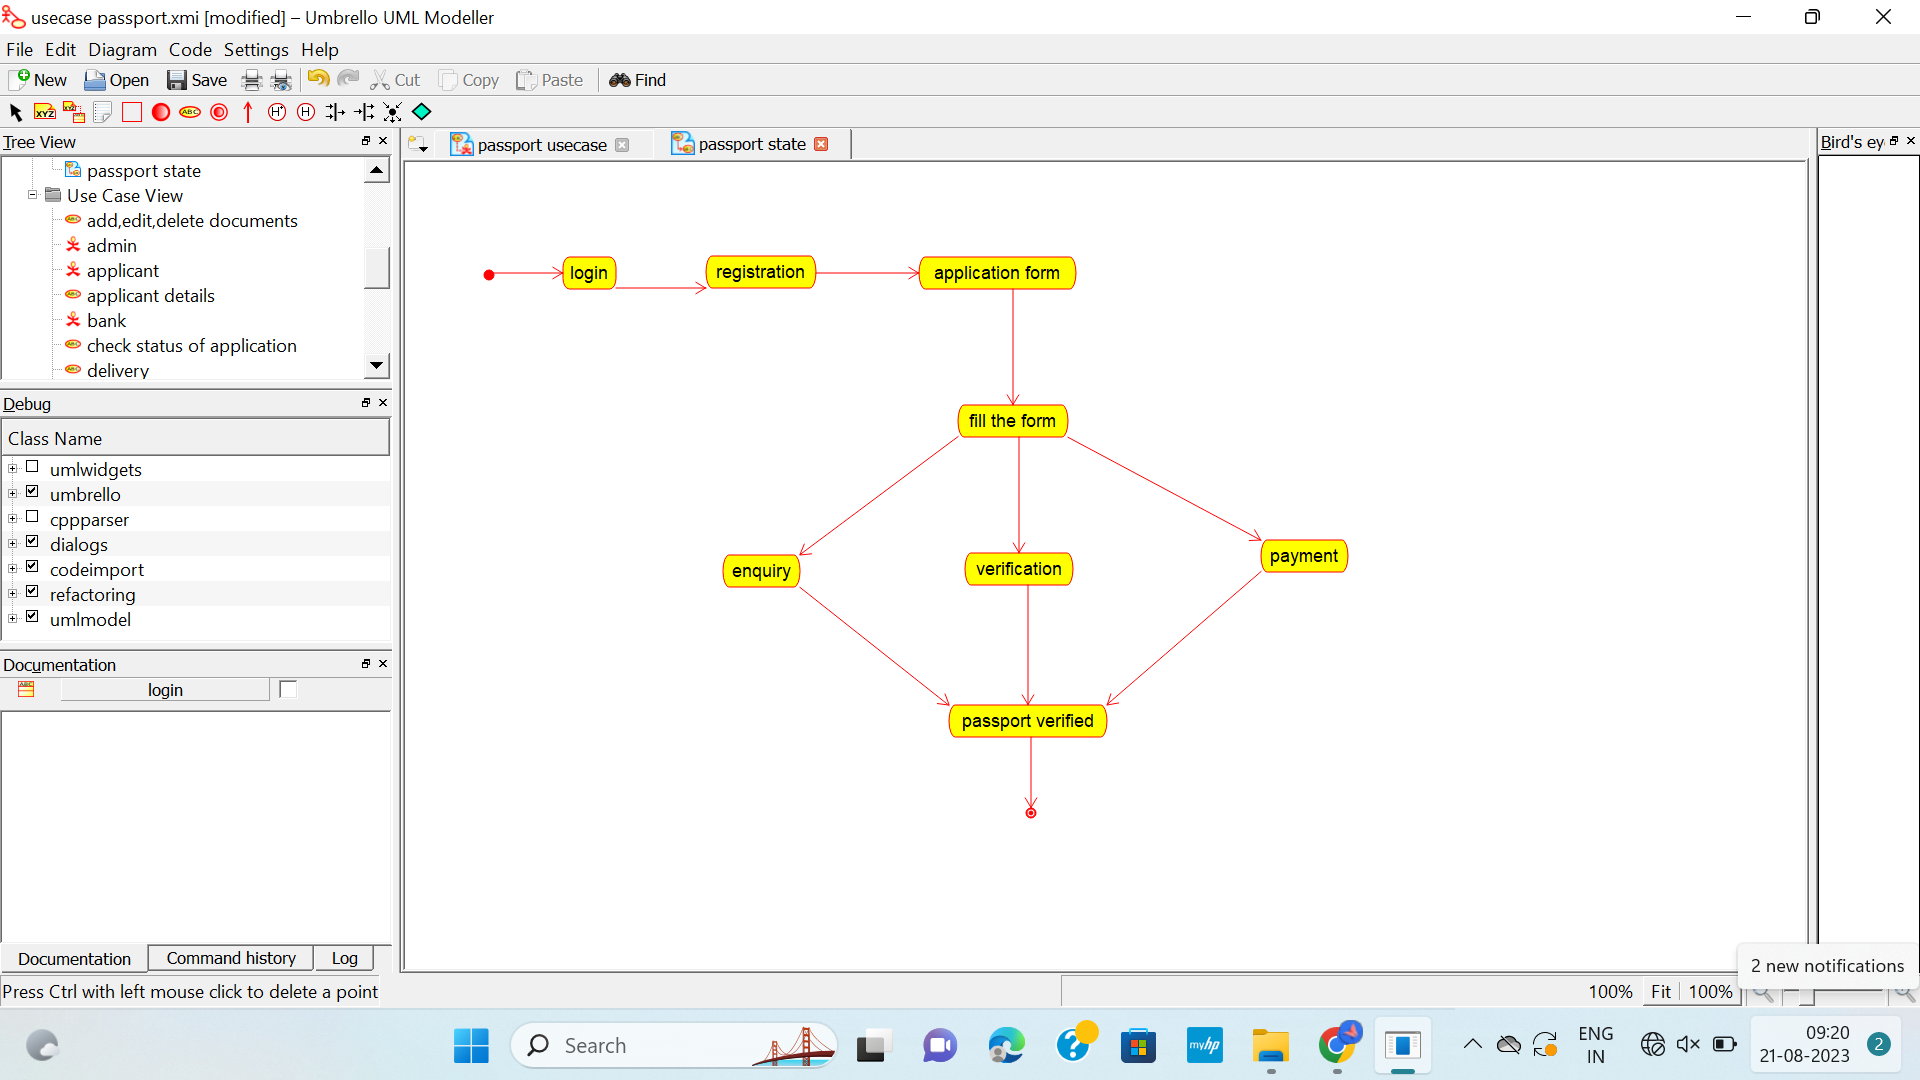 usecase passport.xmi [modified] – Umbrello UML Modeller
File Edit Diagram Code Settings Help
New Open Save Cut Copy Paste Find
XYZ XYZ ABC H* H
Tree View
passport state
Use Case View
add,edit,delete documents
admin
applicant
applicant details
bank
check status of application
delivery
Debug
Class Name
umlwidgets
umbrello
cppparser
dialogs
codeimport
refactoring
umlmodel
Documentation
login
Documentation Command history Log
Press Ctrl with left mouse click to delete a point
passport usecase passport state
login registration application form
fill the form
enquiry verification payment
passport verified
Bird's ey
2 new notifications
100% Fit 100%
Search
myhp
ENG
IN
09:20
21-08-2023
2